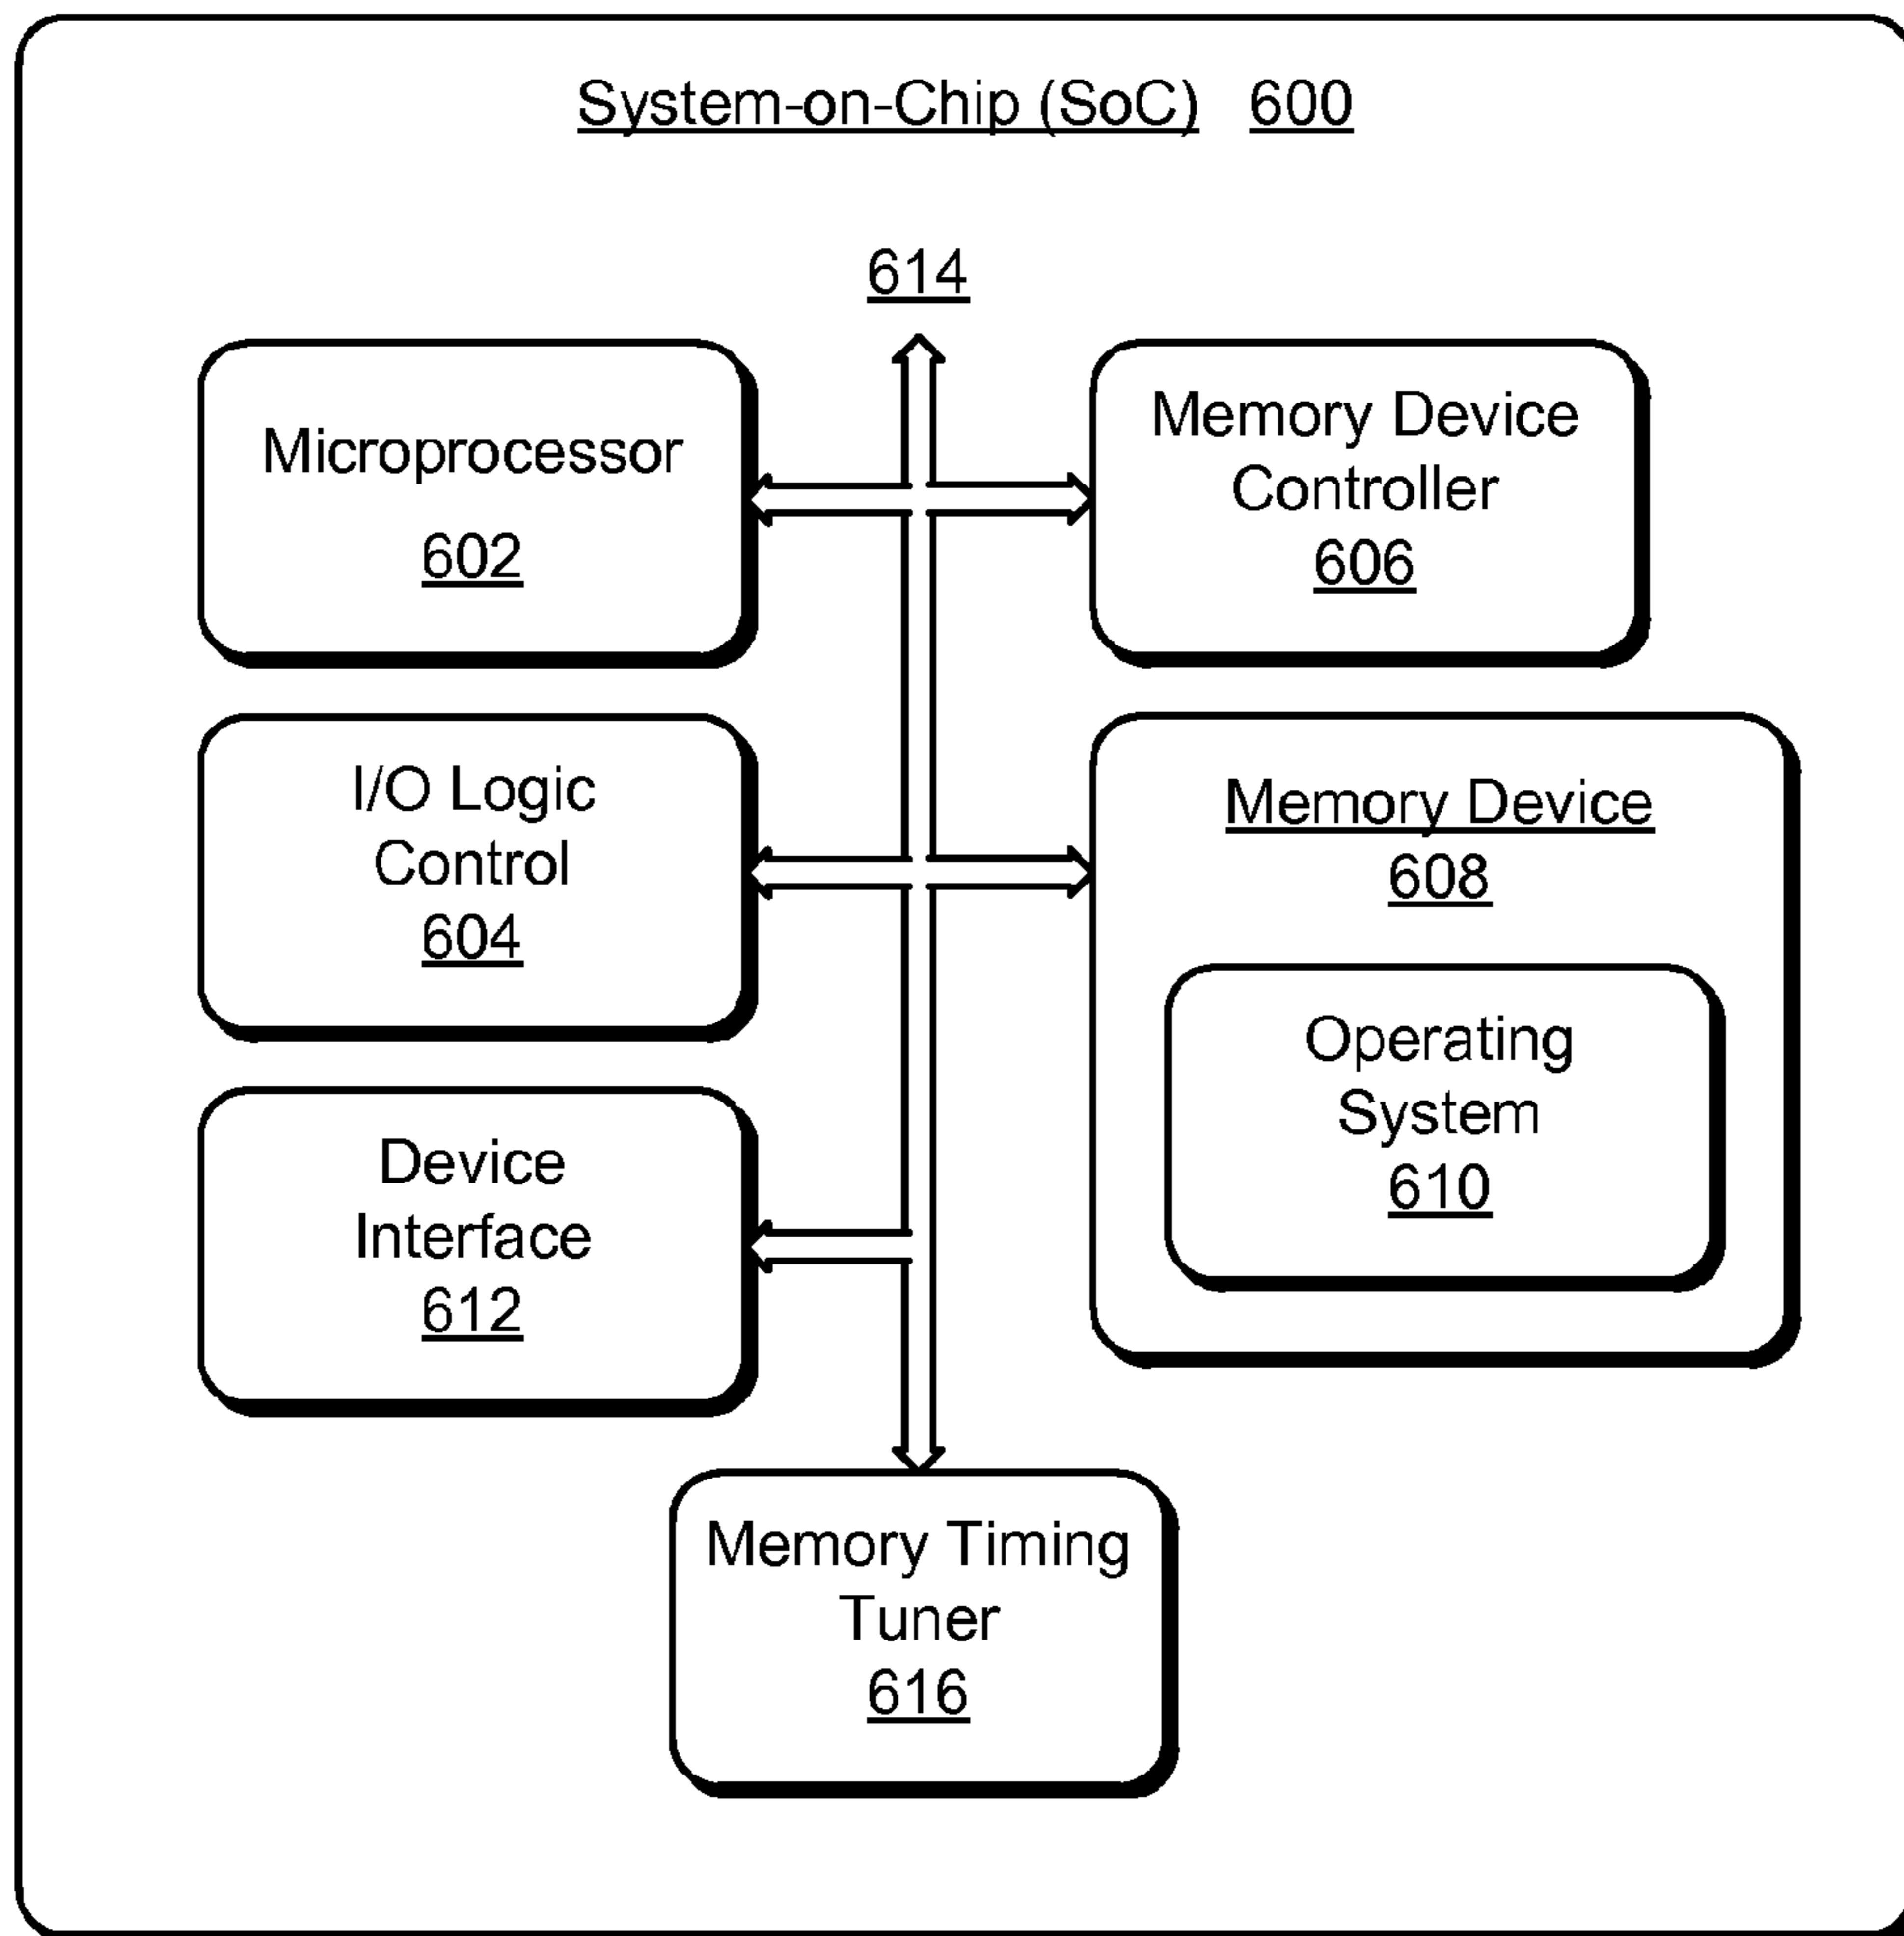 System-on-Chip (SoC) 600
614
Microprocessor
602
Memory Device
Controller
606
I/O Logic
Control
604
Memory Device
608
Operating
System
610
Device
Interface
612
Memory Timing
Tuner
616